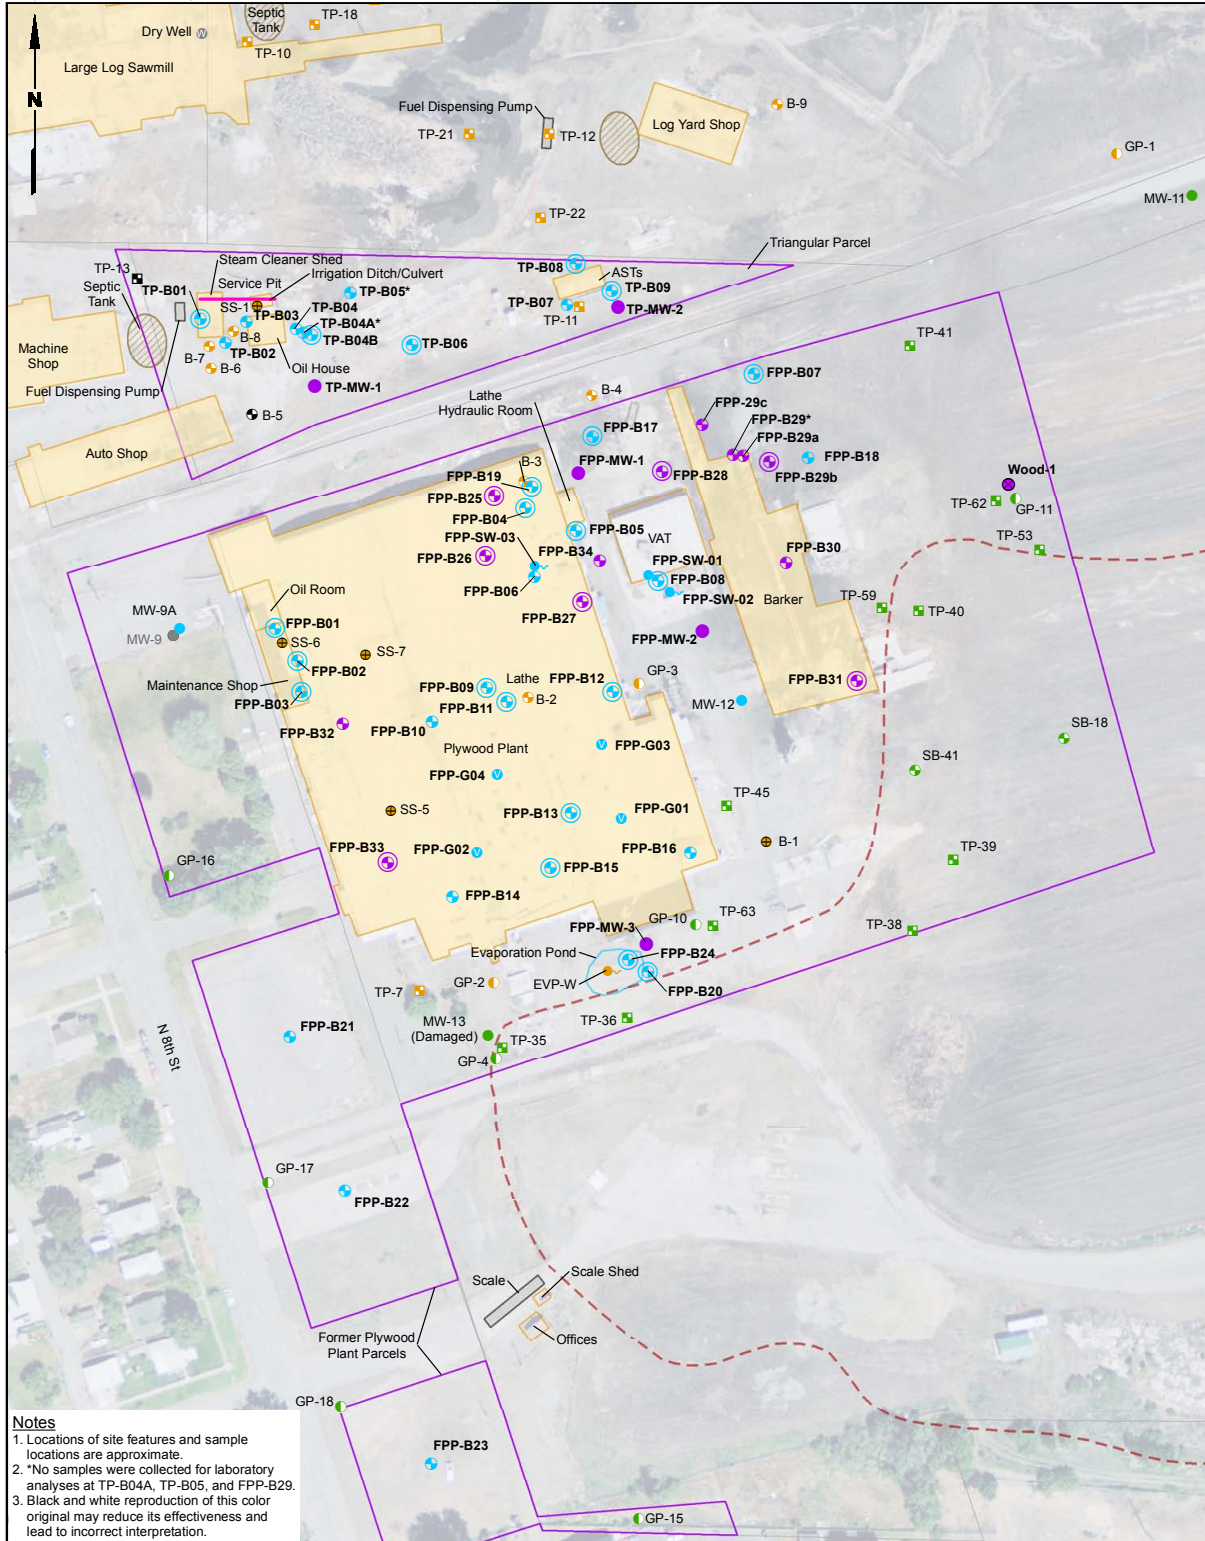 Septic
Tank
TP-18
Dry Well
W
TP-10
Large Log Sawmill
N
Fuel Dispensing Pump
TP-21
TP-12
Log Yard Shop
B-9
GP-1
MW-11
TP-22
Triangular Parcel
Steam Cleaner Shed
TP-13
Service Pit
Irrigation Ditch/Culvert
TP-B08
ASTs
Septic
Tank
TP-B01
TP-B05*
TP-B09
SS-1
TP-B03
TP-B04
TP-B07
TP-11
TP-MW-2
TP-B04A*
B-8
TP-B04B
TP-B06
TP-41
Machine
Shop
B-7
TP-B02
B-6
Oil House
Fuel Dispensing Pump
TP-MW-1
FPP-B07
B-5
Lathe
Hydraulic Room
B-4
FPP-29c
FPP-B29*
FPP-B17
FPP-B29a
Auto Shop
B-3
FPP-MW-1
FPP-B28
FPP-B18
FPP-B19
FPP-B29b
Wood-1
FPP-B25
TP-62
GP-11
FPP-B04
FPP-B05
FPP-SW-03
VAT
TP-53
FPP-B26
FPP-B34
FPP-SW-01
FPP-B30
FPP-B06
FPP-B08
Oil Room
FPP-B27
FPP-SW-02
Barker
TP-59
TP-40
MW-9A
FPP-B01
MW-9
FPP-MW-2
SS-6
SS-7
FPP-B02
Maintenance Shop
FPP-B09
Lathe
FPP-B12
GP-3
FPP-B31
FPP-B03
B-2
MW-12
FPP-B11
FPP-B32
FPP-B10
SB-18
Plywood Plant
V
FPP-G03
FPP-G04
V
SB-41
SS-5
FPP-B13
FPP-G01
V
TP-45
FPP-B33
FPP-G02
V
FPP-B16
B-1
TP-39
GP-16
FPP-B15
FPP-B14
FPP-MW-3
GP-10
TP-63
TP-38
Evaporation Pond
FPP-B24
GP-2
EVP-W
TP-7
FPP-B20
TP-36
FPP-B21
MW-13
(Damaged)
TP-35
N 8th St
GP-4
GP-17
FPP-B22
Scale
Scale Shed
Former Plywood
Plant Parcels
Offices
GP-18
FPP-B23
GP-15
Notes
1. Locations of site features and sample
locations are approximate.
2. *No samples were collected for laboratory
analyses at TP-B04A, TP-B05, and FPP-B29.
3. Black and white reproduction of this color
original may reduce its effectiveness and
lead to incorrect interpretation.